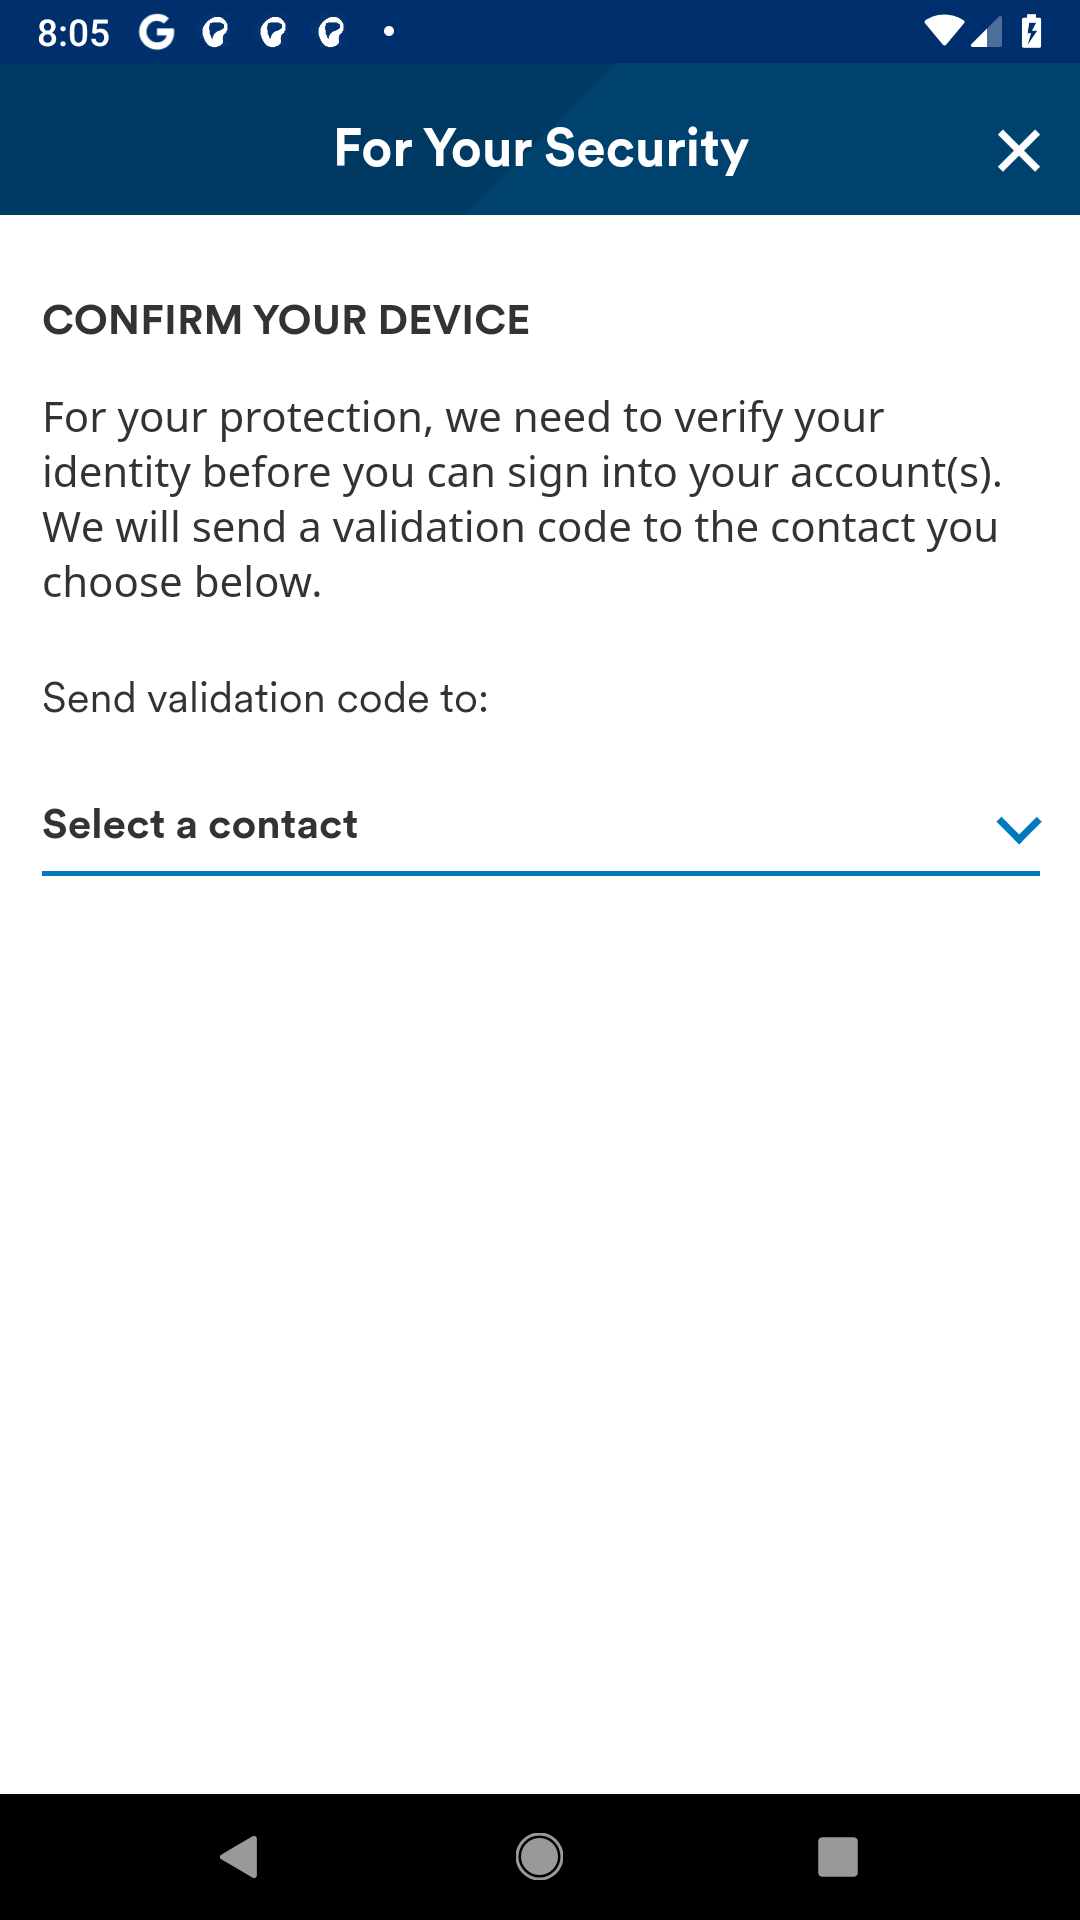 8:05
For Your Security
CONFIRM YOUR DEVICE
For your protection, we need to verify your
identity before you can sign into your account(s).
We will send a validation code to the contact you
choose below.
Send validation code to:
Select a contact